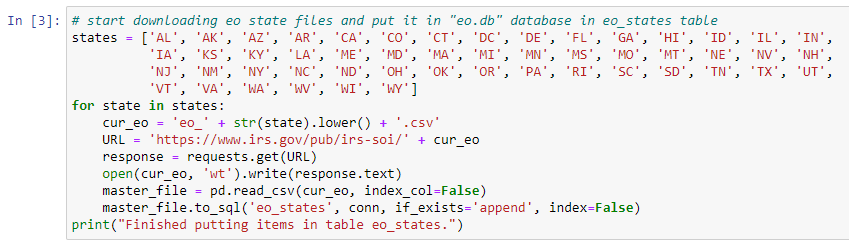 In [3]: # start downloading eo state files and put it in "eo.db" database in eo_states table
states = ['AL', 'AK', 'AZ', 'AR', 'CA', 'CO', 'CT', 'DC', 'DE', 'FL', 'GA', 'HI', 'ID', 'IL', 'IN',
'IA', 'KS', 'KY', 'LA', 'ME', 'MD', 'MA', 'MI', 'MN', 'MS', 'MO', 'MT', 'NE', 'NV', 'NH',
'NJ', 'NM', 'NY', 'NC', 'ND', 'OH', 'OK', 'OR', 'PA', 'RI', 'SC', 'SD', 'TN', 'TX', 'UT',
'VT', 'VA', 'WA', 'WV', 'WI', 'WY']
for state in states:
cur_eo = 'eo_' + str(state).lower() + '.csv'
URL = 'https://www.irs.gov/pub/irs-soi/' + cur_eo
response = requests.get(URL)
open(cur_eo, 'wt').write(response.text)
master_file = pd.read_csv(cur_eo, index_col=False)
master_file.to_sql('eo_states', conn, if_exists='append', index=False)
print("Finished putting items in table eo_states.")